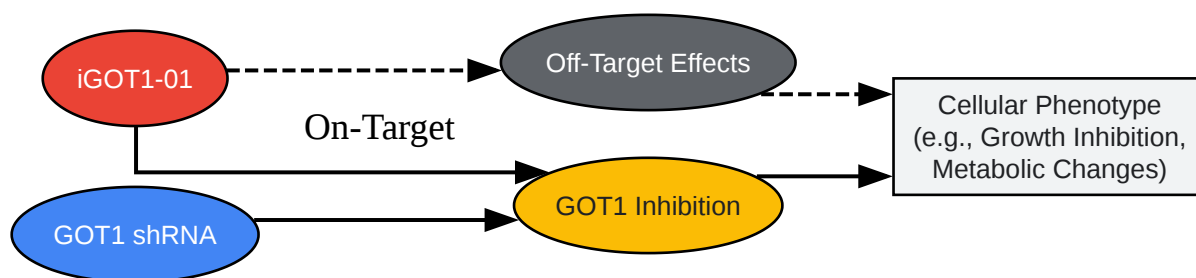 iGOT1-01
Off-Target Effects
On-Target
Cellular Phenotype
(e.g., Growth Inhibition,
Metabolic Changes)
GOT1 shRNA
GOT1 Inhibition